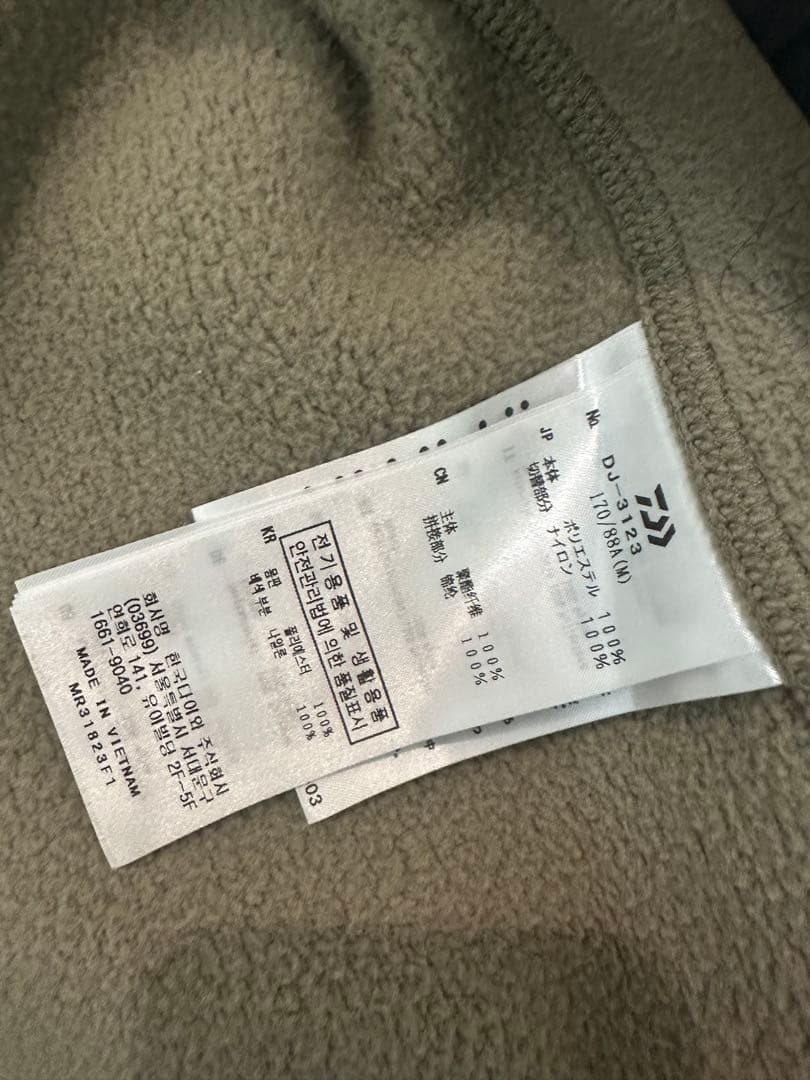 No. DJ-3123
170/88A(M)
JP 本体 ポリエステル 100%
切替部分 ナイロン 100%
CN 主体 聚酯纤维 100%
拼接部分 锦纶 100%
전기용품 및 생활용품
안전관리법에 의한 품질표시
KR 몸판 폴리에스터 100%
배색부분 나일론 100%
회사명 한국다이와 주식회사
(03699) 서울특별시 서대문구
연희로 141, 유이빌딩 2F-5F
1661-9040
MADE IN VIETNAM
MR31823F1
03